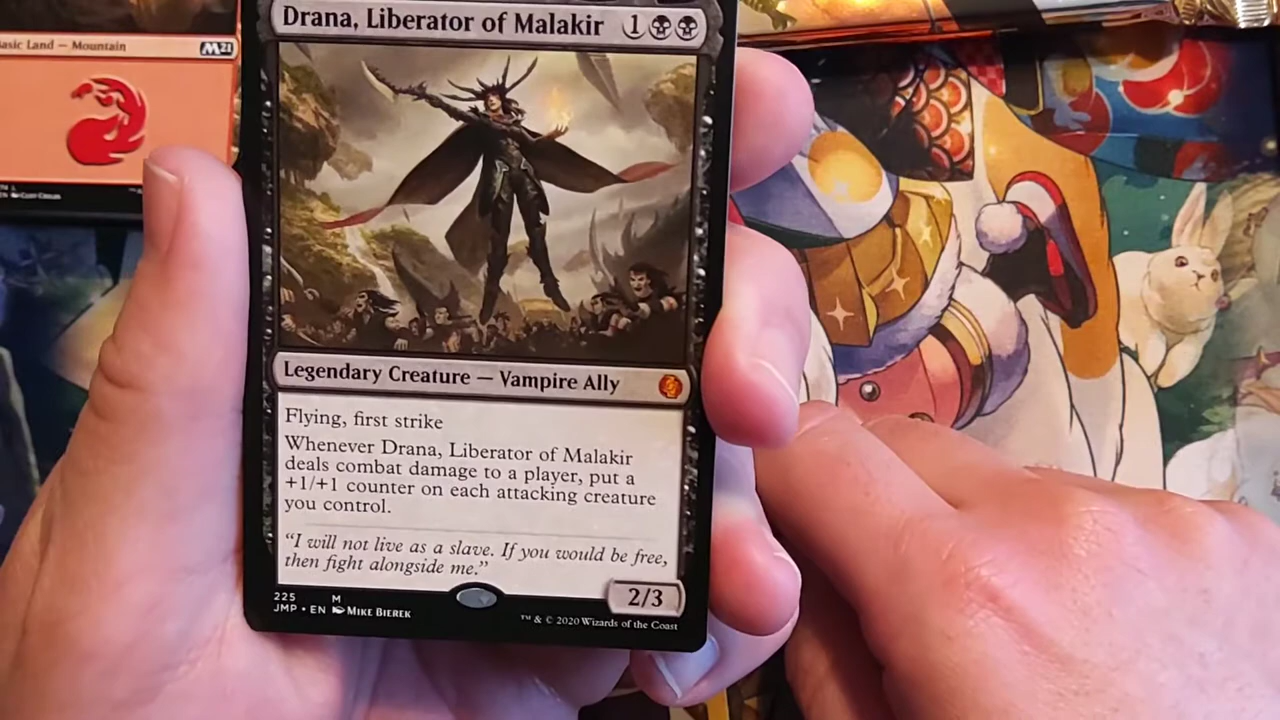 Drana, Liberator of Malakir 1
asic Land — Mountain M21
Legendary Creature — Vampire Ally
Flying, first strike
Whenever Drana, Liberator of Malakir
deals combat damage to a player, put a
+1/+1 counter on each attacking creature
you control.
“I will not live as a slave. If you would be free,
then fight alongside me.”
2/3
225 M
JMP • EN Mike Bierek
™ & © 2020 Wizards of the Coast